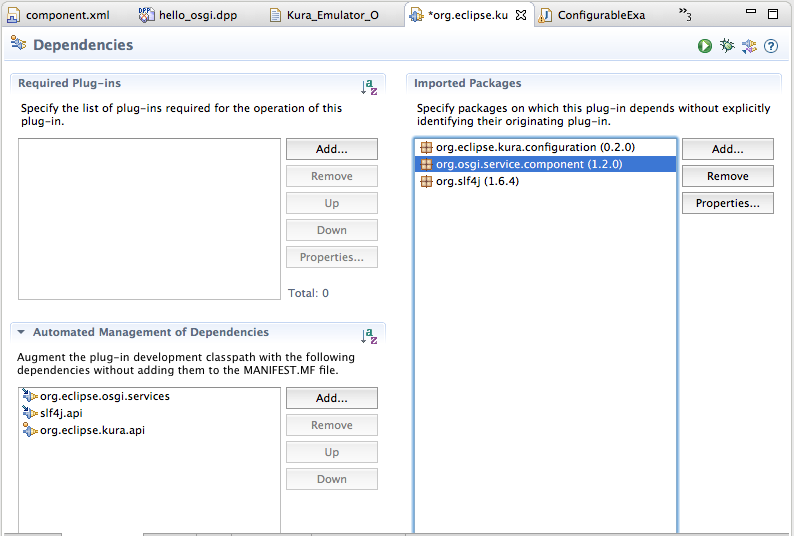 component.xml
hello_osgi.dpp
Kura_Emulator_O
*org.eclipse.ku
ConfigurableExa
»3
Dependencies
Required Plug-ins
Specify the list of plug-ins required for the operation of this
plug-in.
Add...
Remove
Up
Down
Properties...
Total: 0
Automated Management of Dependencies
Augment the plug-in development classpath with the following
dependencies without adding them to the MANIFEST.MF file.
org.eclipse.osgi.services
slf4j.api
org.eclipse.kura.api
Add...
Remove
Up
Down
Imported Packages
Specify packages on which this plug-in depends without explicitly
identifying their originating plug-in.
org.eclipse.kura.configuration (0.2.0)
org.osgi.service.component (1.2.0)
org.slf4j (1.6.4)
Add...
Remove
Properties...